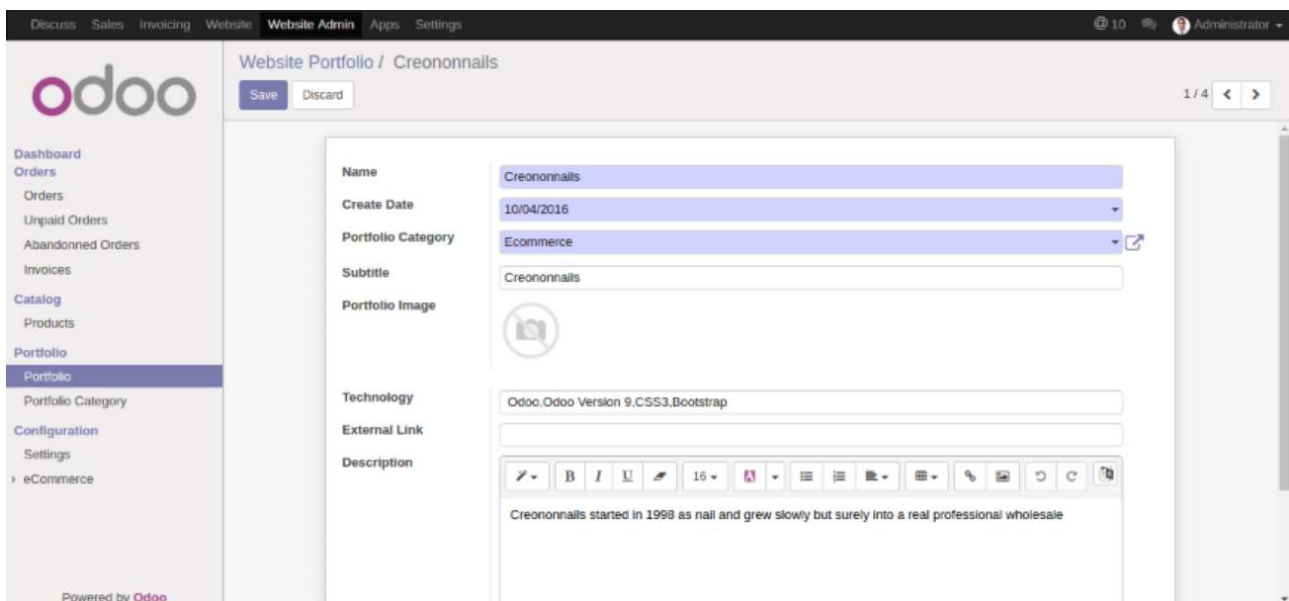 Discuss Sales Invoicing Website Website Admin Apps Settings @ 10 Administrator
odoo
Website Portfolio / Creononnails
Save Discard 1 / 4
Dashboard
Orders
Orders
Unpaid Orders
Abandonned Orders
Invoices
Catalog
Products
Portfolio
Portfolio
Portfolio Category
Configuration
Settings
eCommerce
Powered by Odoo
Name Creononnails
Create Date 10/04/2016
Portfolio Category Ecommerce
Subtitle Creononnails
Portfolio Image
Technology Odoo,Odoo Version 9,CSS3,Bootstrap
External Link
Description
B I U 16 A
Creononnails started in 1998 as nail and grew slowly but surely into a real professional wholesale